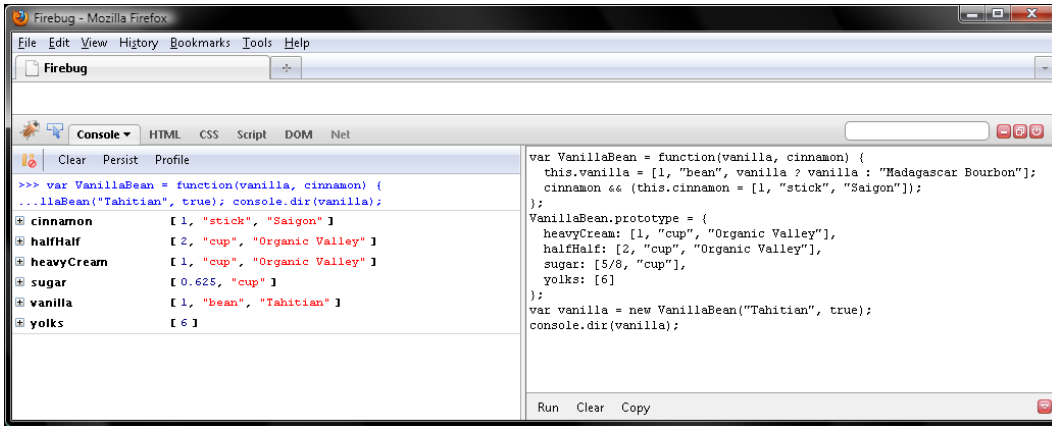 Firebug - Mozilla Firefox
File Edit View History Bookmarks Tools Help
Firebug
Console HTML CSS Script DOM Net
Clear Persist Profile
>>> var VanillaBean = function(vanilla, cinnamon) {
...llaBean("Tahitian", true); console.dir(vanilla);
cinnamon [ 1, "stick", "Saigon" ]
halfHalf [ 2, "cup", "Organic Valley" ]
heavyCream [ 1, "cup", "Organic Valley" ]
sugar [ 0.625, "cup" ]
vanilla [ 1, "bean", "Tahitian" ]
yolks [ 6 ]
var VanillaBean = function(vanilla, cinnamon) {
this.vanilla = [1, "bean", vanilla ? vanilla : "Madagascar Bourbon"];
cinnamon && (this.cinnamon = [1, "stick", "Saigon"]);
};
VanillaBean.prototype = {
heavyCream: [1, "cup", "Organic Valley"],
halfHalf: [2, "cup", "Organic Valley"],
sugar: [5/8, "cup"],
yolks: [6]
};
var vanilla = new VanillaBean("Tahitian", true);
console.dir(vanilla);
Run Clear Copy